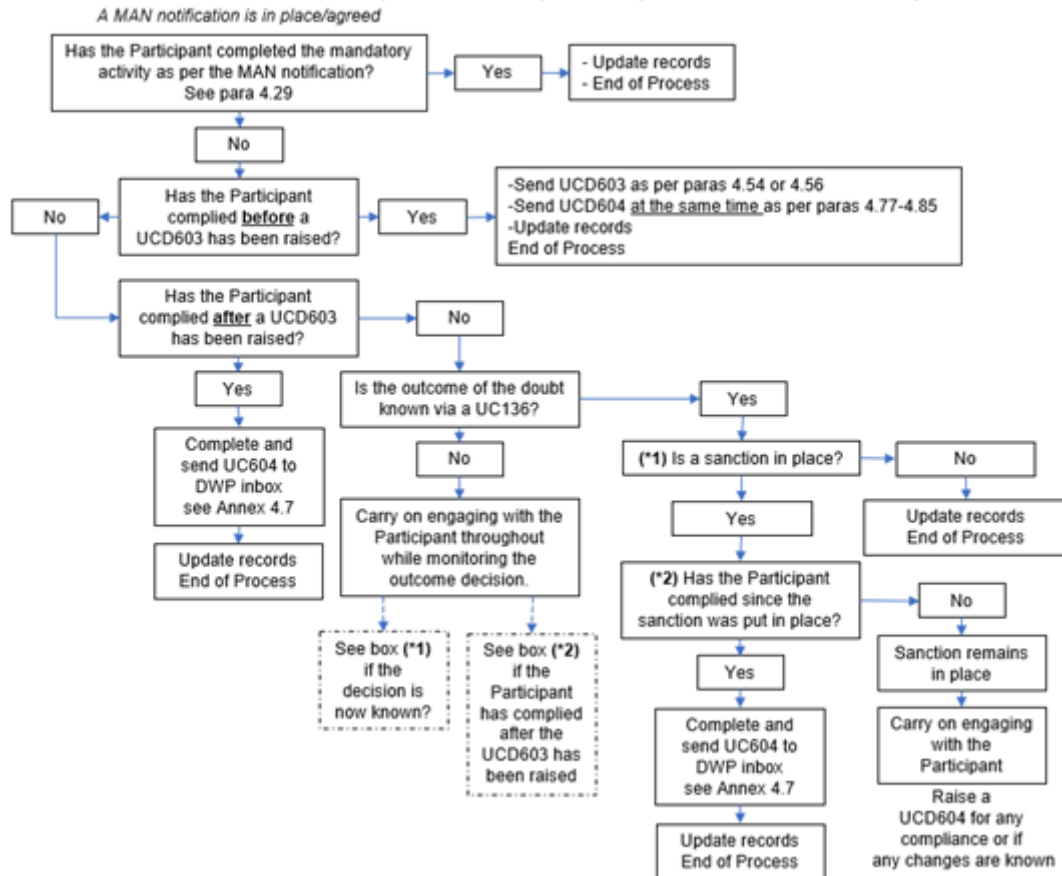 A MAN notification is in place/agreed
Has the Participant completed the mandatory
activity as per the MAN notification?
See para 4.29
Yes
- Update records
- End of Process
No
Has the Participant
complied before a
UCD603 has been raised?
No
Yes
-Send UCD603 as per paras 4.54 or 4.56
-Send UCD604 at the same time as per paras 4.77-4.85
-Update records
End of Process
Has the Participant
complied after a UCD603
has been raised?
No
Yes
Complete and
send UC604 to
DWP inbox
see Annex 4.7
Update records
End of Process
Is the outcome of the doubt
known via a UC136?
Yes
No
Carry on engaging with the
Participant throughout
while monitoring the
outcome decision.
See box (*1)
if the
decision is
now known?
See box (*2)
if the
Participant
has complied
after the
UCD603 has
been raised
(*1) Is a sanction in place?
No
Update records
End of Process
Yes
(*2) Has the Participant
complied since the
sanction was put in place?
No
Sanction remains
in place
Carry on engaging
with the
Participant
Raise a
UCD604 for any
compliance or if
any changes are known
Yes
Complete and
send UC604 to
DWP inbox
see Annex 4.7
Update records
End of Process